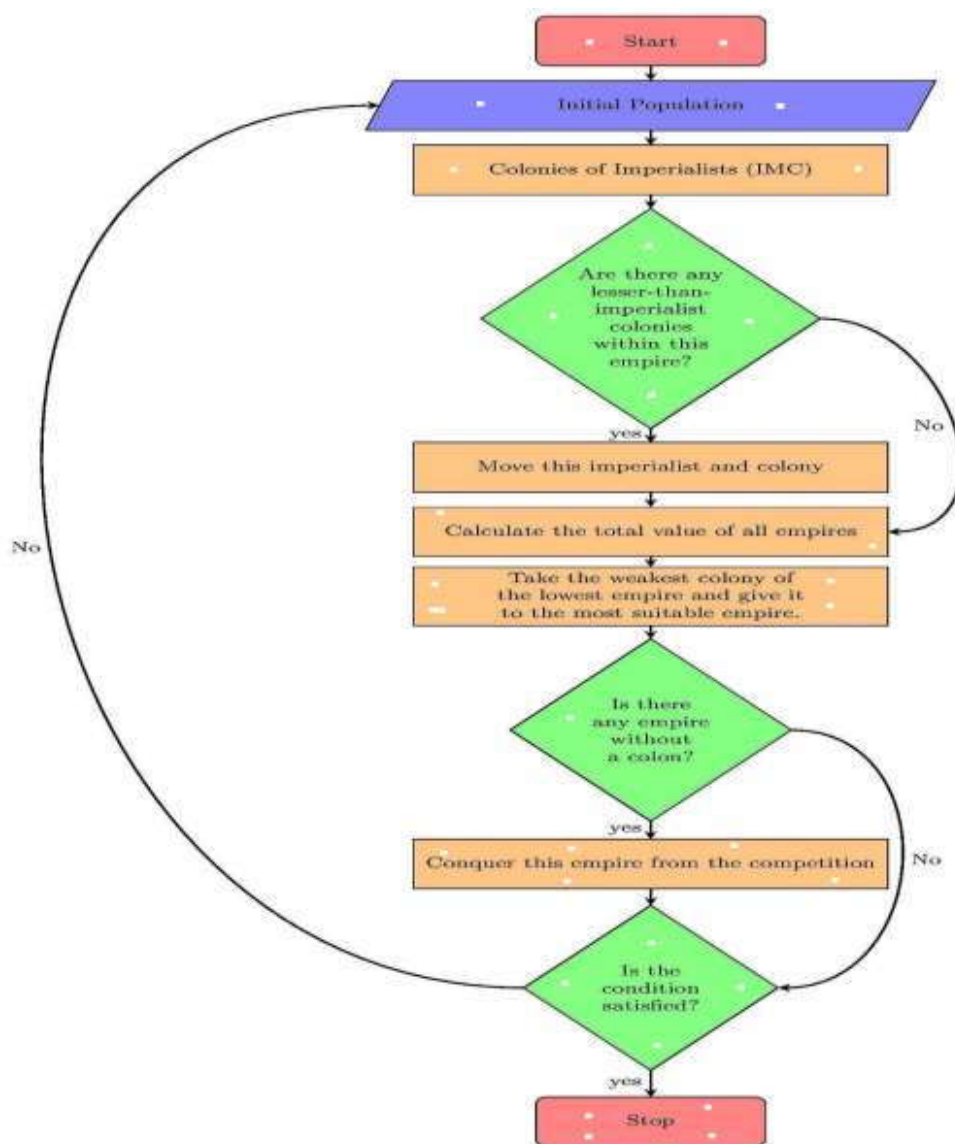 Start
Initial Population
Colonies of Imperialists (IMC)
Are there any
lesser-than-
imperialist
colonies
within this
empire?
No
yes
Move this imperialist and colony
Calculate the total value of all empires
Take the weakest colony of
the lowest empire and give it
to the most suitable empire.
No
Is there
any empire
without
a colon?
yes
Conquer this empire from the competition
No
Is the
condition
satisfied?
yes
Stop